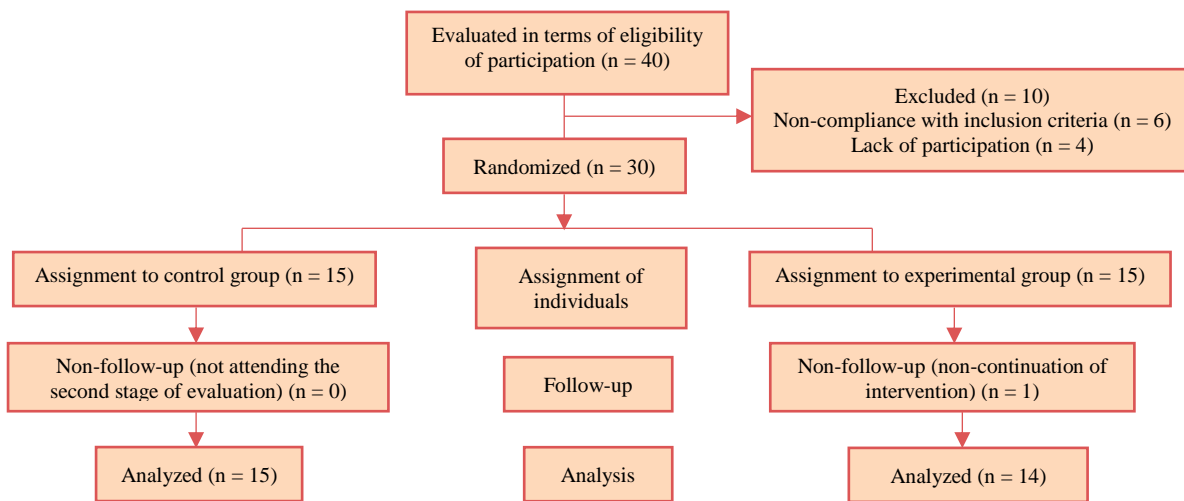 Evaluated in terms of eligibility
of participation (n = 40)
Excluded (n = 10)
Non-compliance with inclusion criteria (n = 6)
Lack of participation (n = 4)
Randomized (n = 30)
Assignment to control group (n = 15)
Assignment of
individuals
Assignment to experimental group (n = 15)
Non-follow-up (not attending the
second stage of evaluation) (n = 0)
Follow-up
Non-follow-up (non-continuation of
intervention) (n = 1)
Analyzed (n = 15)
Analysis
Analyzed (n = 14)